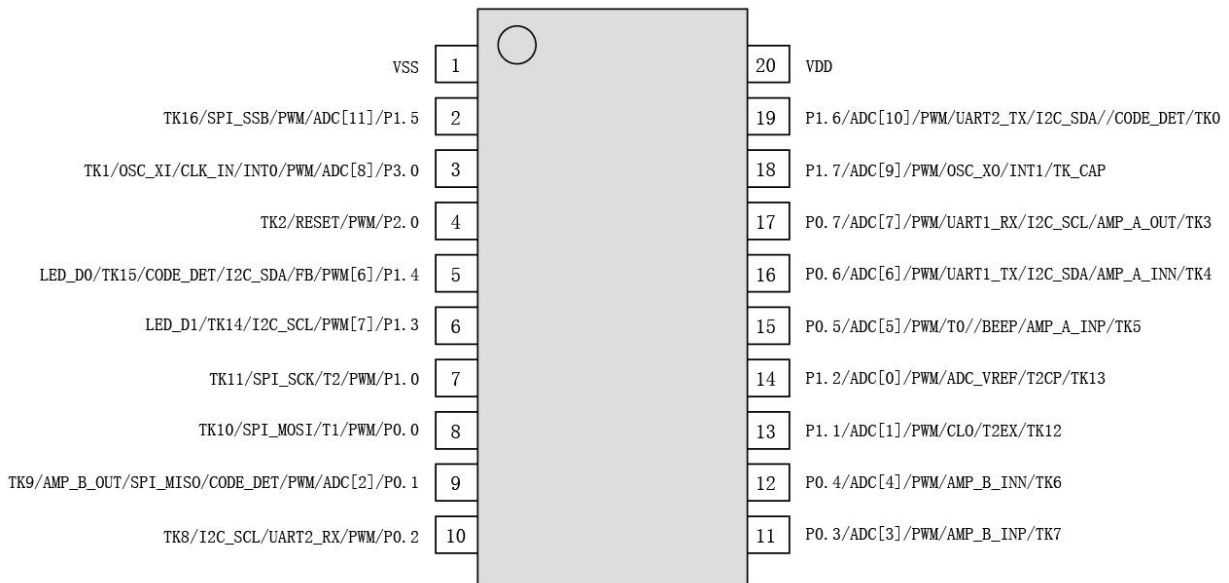 VSS 1 20 VDD
TK16/SPI_SSB/PWM/ADC[11]/P1.5 2 19 P1.6/ADC[10]/PWM/UART2_TX/I2C_SDA//CODE_DET/TK0
TK1/OSC_XI/CLK_IN/INT0/PWM/ADC[8]/P3.0 3 18 P1.7/ADC[9]/PWM/OSC_XO/INT1/TK_CAP
TK2/RESET/PWM/P2.0 4 17 P0.7/ADC[7]/PWM/UART1_RX/I2C_SCL/AMP_A_OUT/TK3
LED_D0/TK15/CODE_DET/I2C_SDA/FB/PWM[6]/P1.4 5 16 P0.6/ADC[6]/PWM/UART1_TX/I2C_SDA/AMP_A_INN/TK4
LED_D1/TK14/I2C_SCL/PWM[7]/P1.3 6 15 P0.5/ADC[5]/PWM/T0//BEEP/AMP_A_INP/TK5
TK11/SPI_SCK/T2/PWM/P1.0 7 14 P1.2/ADC[0]/PWM/ADC_VREF/T2CP/TK13
TK10/SPI_MOSI/T1/PWM/P0.0 8 13 P1.1/ADC[1]/PWM/CLO/T2EX/TK12
TK9/AMP_B_OUT/SPI_MISO/CODE_DET/PWM/ADC[2]/P0.1 9 12 P0.4/ADC[4]/PWM/AMP_B_INN/TK6
TK8/I2C_SCL/UART2_RX/PWM/P0.2 10 11 P0.3/ADC[3]/PWM/AMP_B_INP/TK7